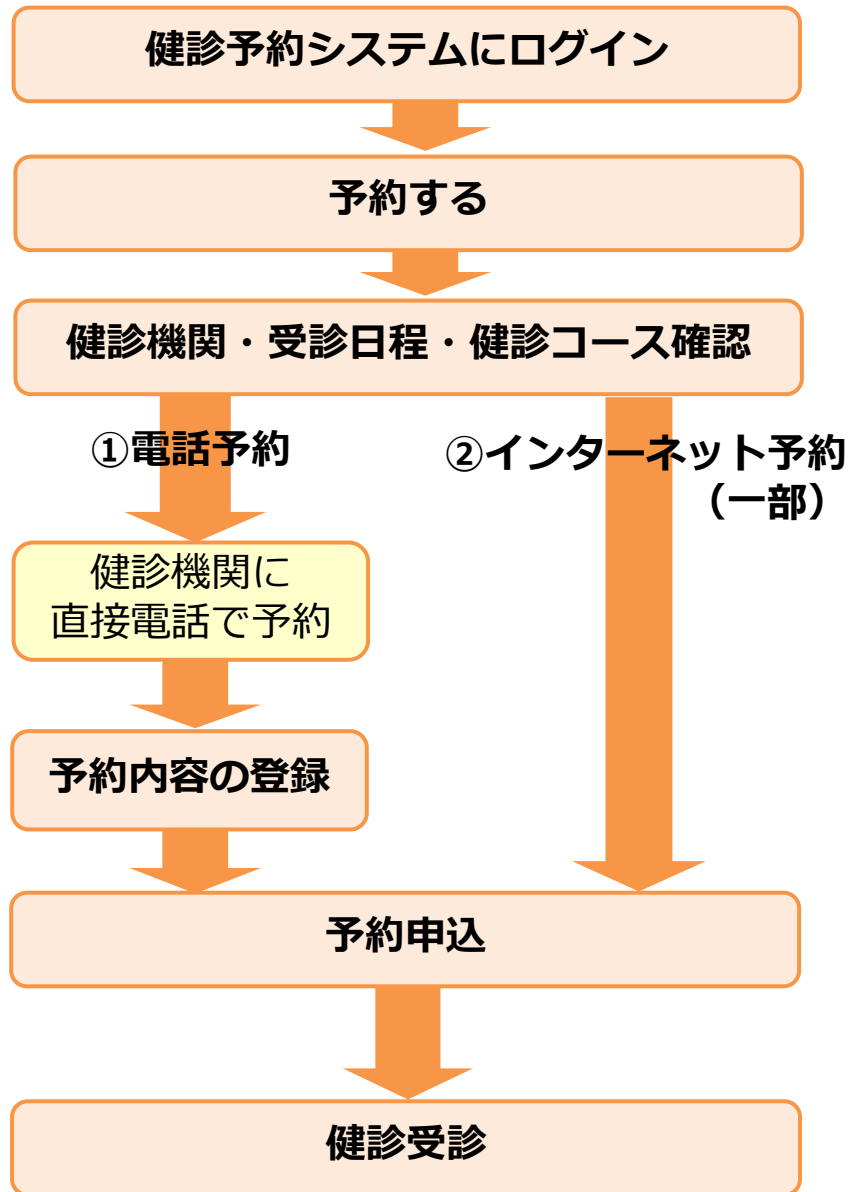 健診予約システムにログイン
予約する
健診機関・受診日程・健診コース確認
①電話予約
②インターネット予約
（一部）
健診機関に
直接電話で予約
予約内容の登録
予約申込
健診受診